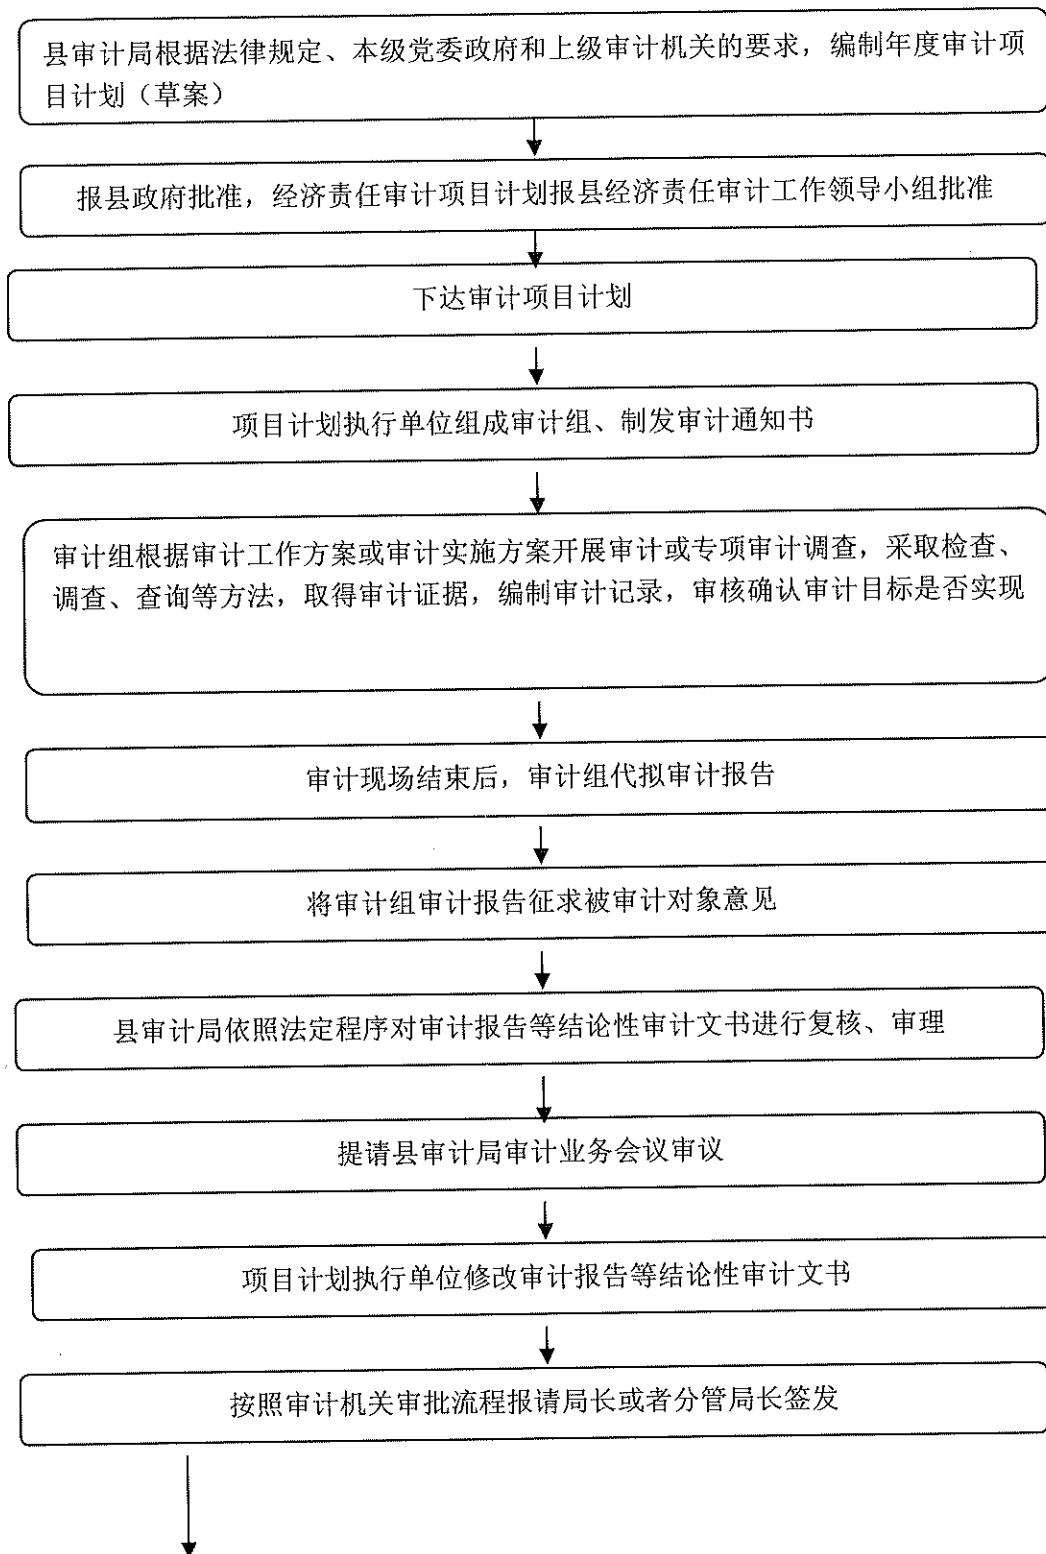 县审计局根据法律规定、本级党委政府和上级审计机关的要求，编制年度审计项
目计划（草案）
报县政府批准，经济责任审计项目计划报县经济责任审计工作领导小组批准
下达审计项目计划
项目计划执行单位组成审计组、制发审计通知书
审计组根据审计工作方案或审计实施方案开展审计或专项审计调查，采取检查、
调查、查询等方法，取得审计证据，编制审计记录，审核确认审计目标是否实现
审计现场结束后，审计组代拟审计报告
将审计组审计报告征求被审计对象意见
县审计局依照法定程序对审计报告等结论性审计文书进行复核、审理
提请县审计局审计业务会议审议
项目计划执行单位修改审计报告等结论性审计文书
按照审计机关审批流程报请局长或者分管局长签发